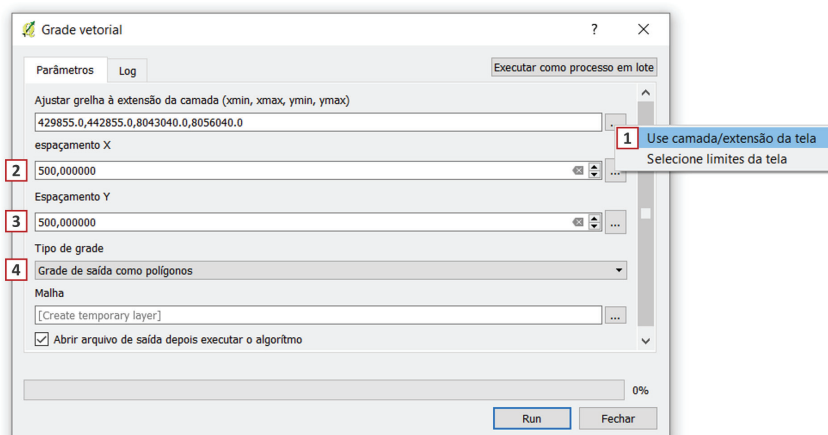 Grade vetorial
?
Parâmetros
Log
Executar como processo em lote
Ajustar grelha à extensão da camada (xmin, xmax, ymin, ymax)
429855.0,442855.0,8043040.0,8056040.0
...
1 Use camada/extensão da tela
Selecione limites da tela
espaçamento X
2 500,000000
...
Espaçamento Y
3 500,000000
...
Tipo de grade
4 Grade de saída como polígonos
Malha
[Create temporary layer]
...
Abrir arquivo de saída depois executar o algorítmo
0%
Run
Fechar